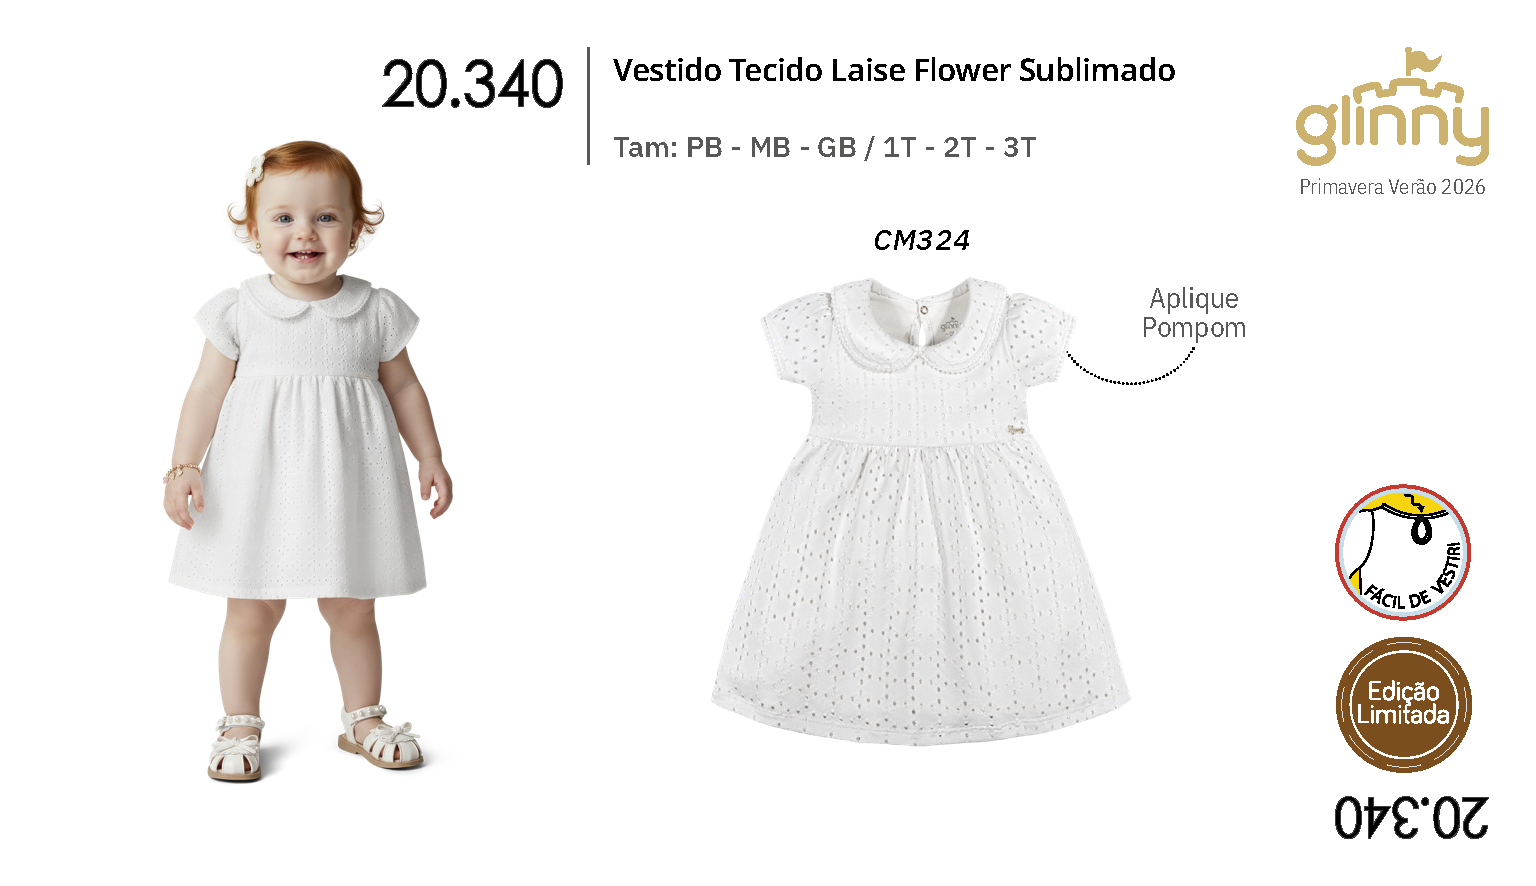 20.340
Vestido Tecido Laise Flower Sublimado
Tam: PB - MB - GB / 1T - 2T - 3T
glinny
Primavera Verão 2026
CM324
glinny
Aplique
Pompom
FÁCIL DE VESTIR!
Edição
Limitada
20.340